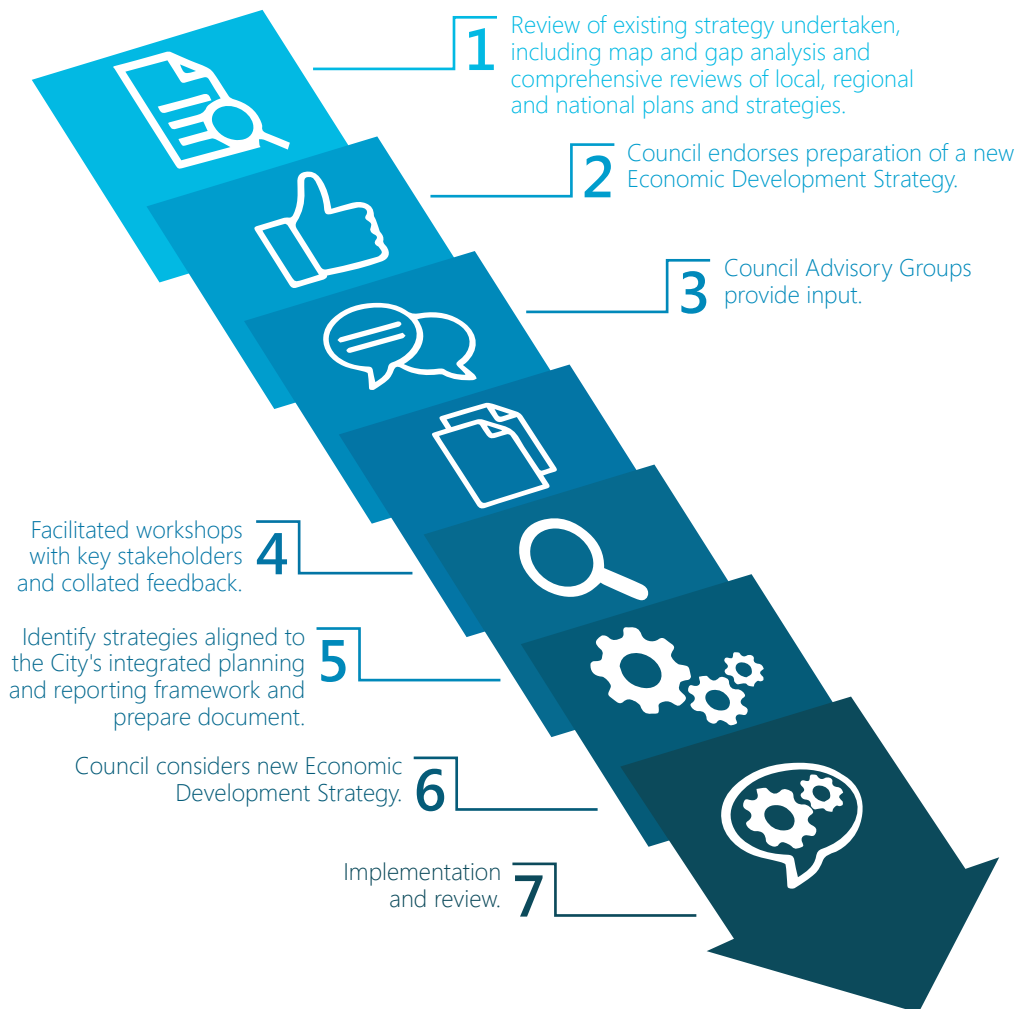 1
Review of existing strategy undertaken,
including map and gap analysis and
comprehensive reviews of local, regional
and national plans and strategies.
2
Council endorses preparation of a new
Economic Development Strategy.
3
Council Advisory Groups
provide input.
Facilitated workshops
with key stakeholders
and collated feedback.
4
Identify strategies aligned to
the City's integrated planning
and reporting framework and
prepare document.
5
Council considers new Economic
Development Strategy.
6
Implementation
and review.
7